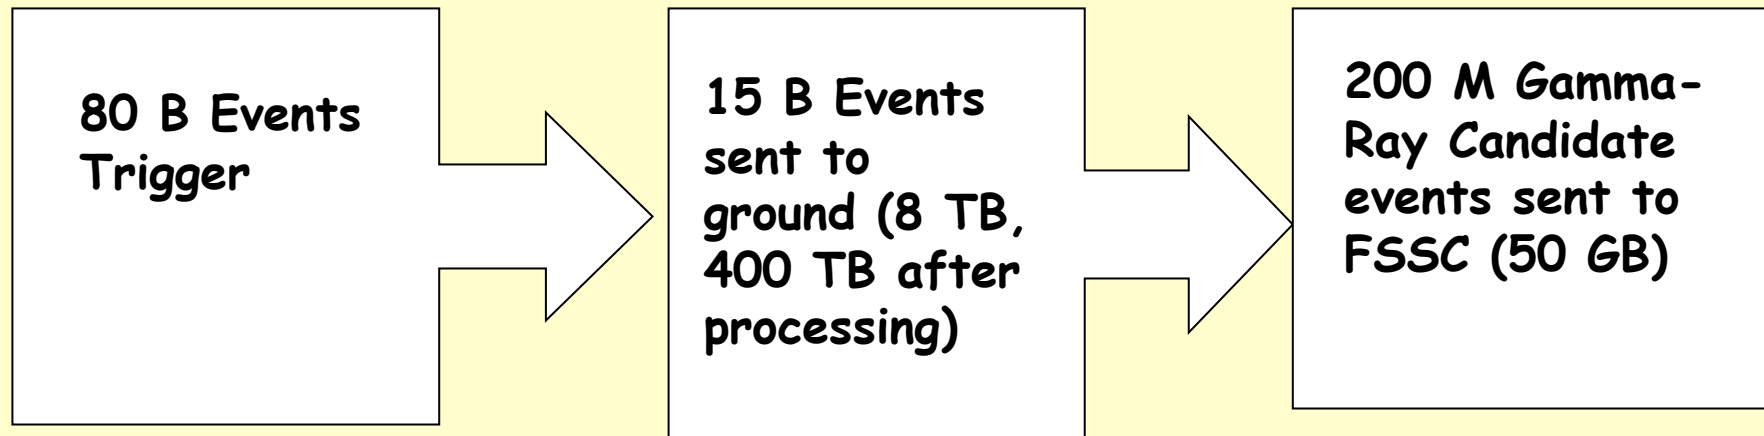 80 B Events
Trigger
15 B Events
sent to
ground (8 TB,
400 TB after
processing)
200 M Gamma-
Ray Candidate
events sent to
FSSC (50 GB)